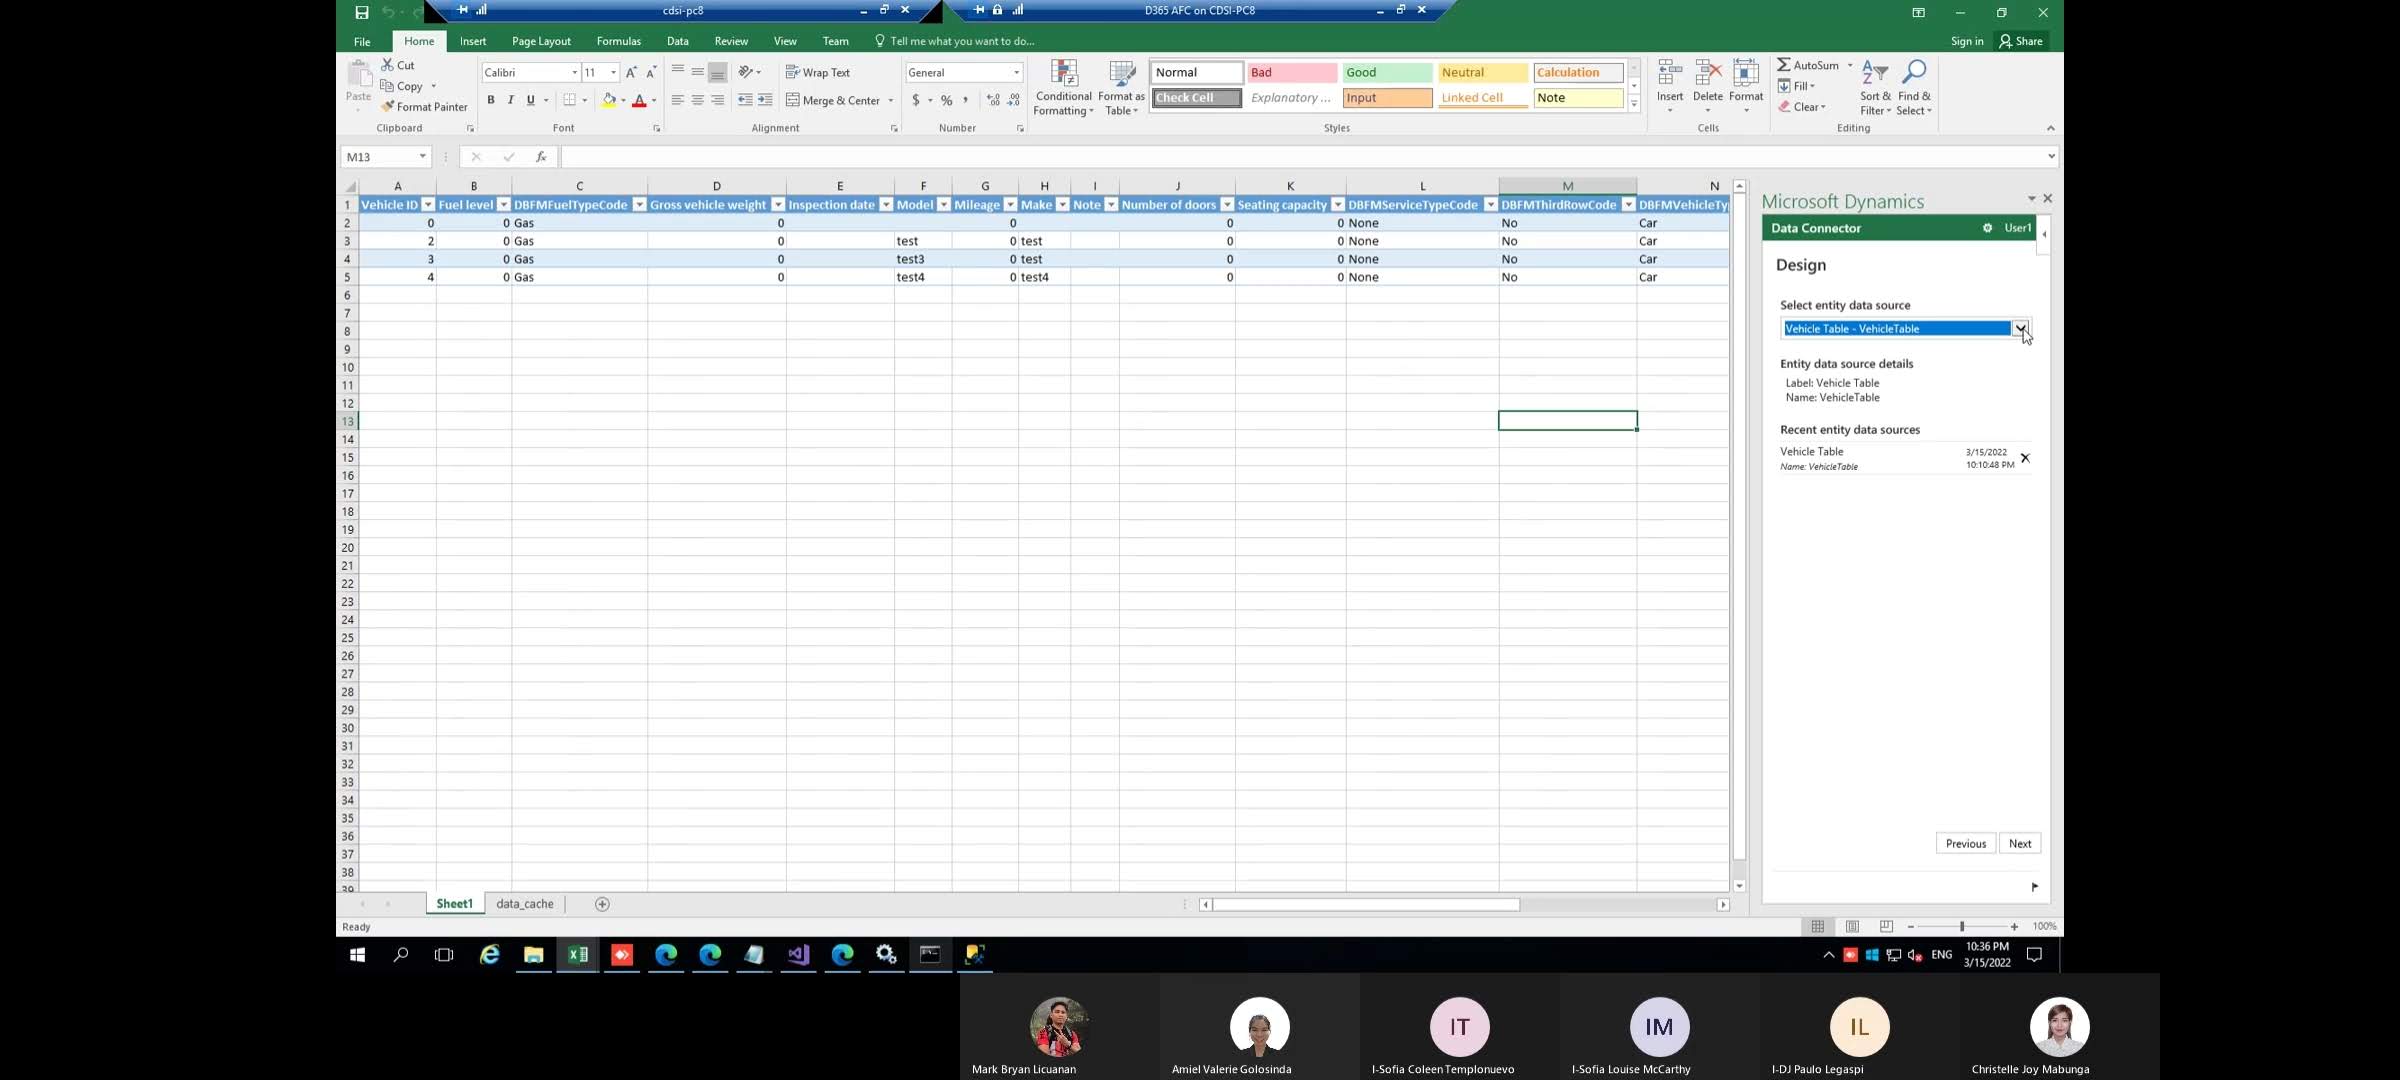 cdsi-pc8
D365 AFC on CDSI-PC8
File Home Insert Page Layout Formulas Data Review View Team Tell me what you want to do...
Sign in Share
Paste
Cut
Copy
Format Painter
Clipboard
Calibri 11
B I U
Font
Wrap Text
Merge & Center
Alignment
General
$ % ,
Number
Conditional Formatting
Format as Table
Normal Bad Good Neutral Calculation
Check Cell Explanatory ... Input Linked Cell Note
Styles
Insert Delete Format
Cells
AutoSum
Fill
Clear
Sort & Filter
Find & Select
Editing
M13
fx
A B C D E F G H I J K L M N
1 Vehicle ID Fuel level DBFMFuelTypeCode Gross vehicle weight Inspection date Model Mileage Make Note Number of doors Seating capacity DBFMServiceTypeCode DBFMThirdRowCode DBFMVehicleTy
2 0 0 Gas 0 0 0 0 None No Car
3 2 0 Gas 0 test 0 test 0 0 None No Car
4 3 0 Gas 0 test3 0 test 0 0 None No Car
5 4 0 Gas 0 test4 0 test4 0 0 None No Car
6
7
8
9
10
11
12
13
14
15
16
17
18
19
20
21
22
23
24
25
26
27
28
29
30
31
32
33
34
35
36
37
38
39
Microsoft Dynamics
Data Connector User1
Design
Select entity data source
Vehicle Table - VehicleTable
Entity data source details
Label: Vehicle Table
Name: VehicleTable
Recent entity data sources
Vehicle Table 3/15/2022
Name: VehicleTable 10:10:48 PM
Previous Next
Sheet1 data_cache
Ready
100%
ENG
10:36 PM
3/15/2022
IT IM IL
Mark Bryan Licuanan Amiel Valerie Golosinda I-Sofia Coleen Templonuevo I-Sofia Louise McCarthy I-DJ Paulo Legaspi Christelle Joy Mabunga